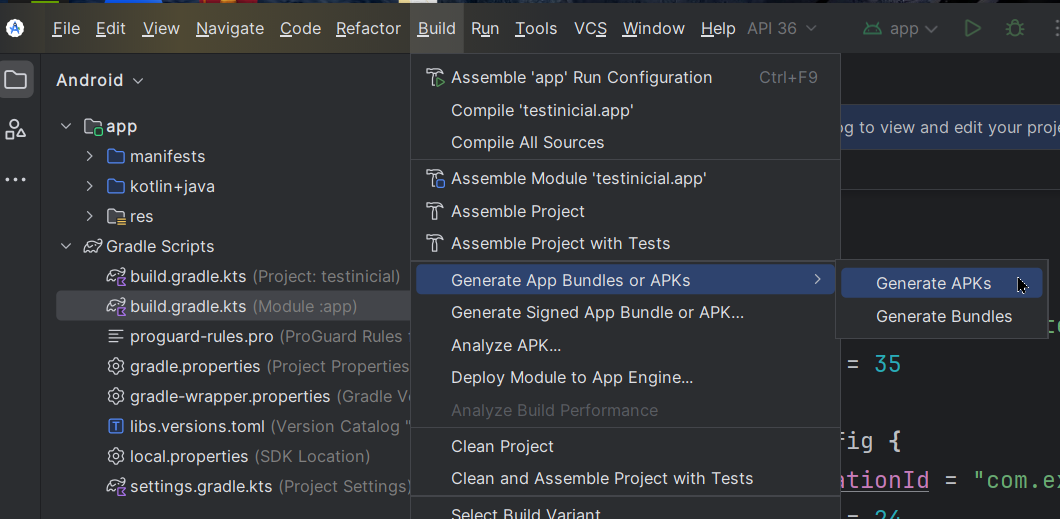 File Edit View Navigate Code Refactor Build Run Tools VCS Window Help API 36 app
Android
app
manifests
kotlin+java
res
Gradle Scripts
build.gradle.kts (Project: testinicial)
build.gradle.kts (Module :app)
proguard-rules.pro (ProGuard Rules
gradle.properties (Project Properties
gradle-wrapper.properties (Gradle
libs.versions.toml (Version Catalog "
local.properties (SDK Location)
settings.gradle.kts (Project Settings)
Assemble 'app' Run Configuration Ctrl+F9
Compile 'testinicial.app'
Compile All Sources
Assemble Module 'testinicial.app'
Assemble Project
Assemble Project with Tests
Generate App Bundles or APKs
Generate Signed App Bundle or APK...
Analyze APK...
Deploy Module to App Engine...
Analyze Build Performance
Clean Project
Clean and Assemble Project with Tests
Select Build Variant
Generate APKs
Generate Bundles
to view and edit your
= 35
fig {
ationId = "com.ex
= 24